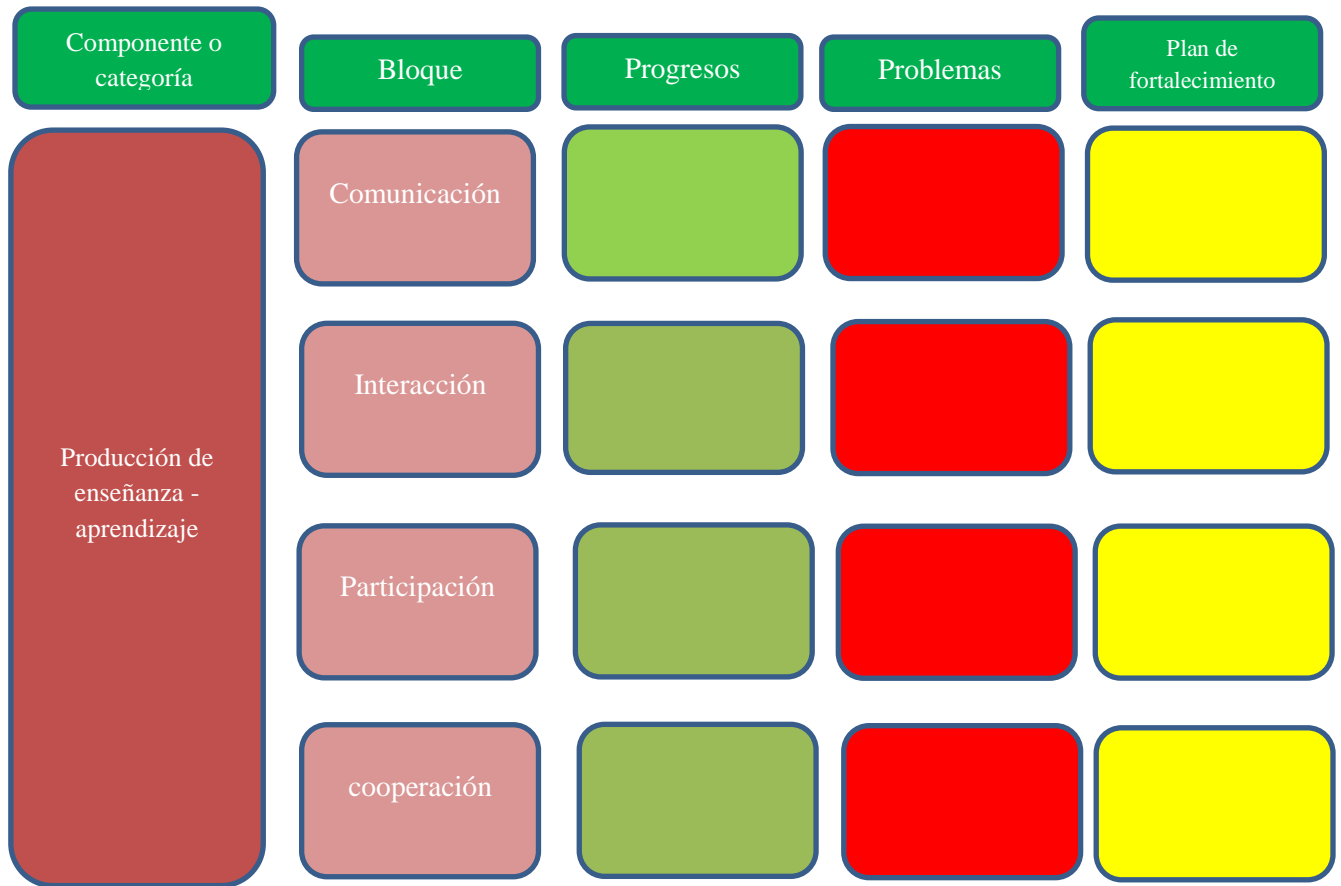 Componente o
categoría
Bloque
Progresos
Problemas
Plan de
fortalecimiento
Producción de
enseñanza -
aprendizaje
Comunicación
Interacción
Participación
cooperación